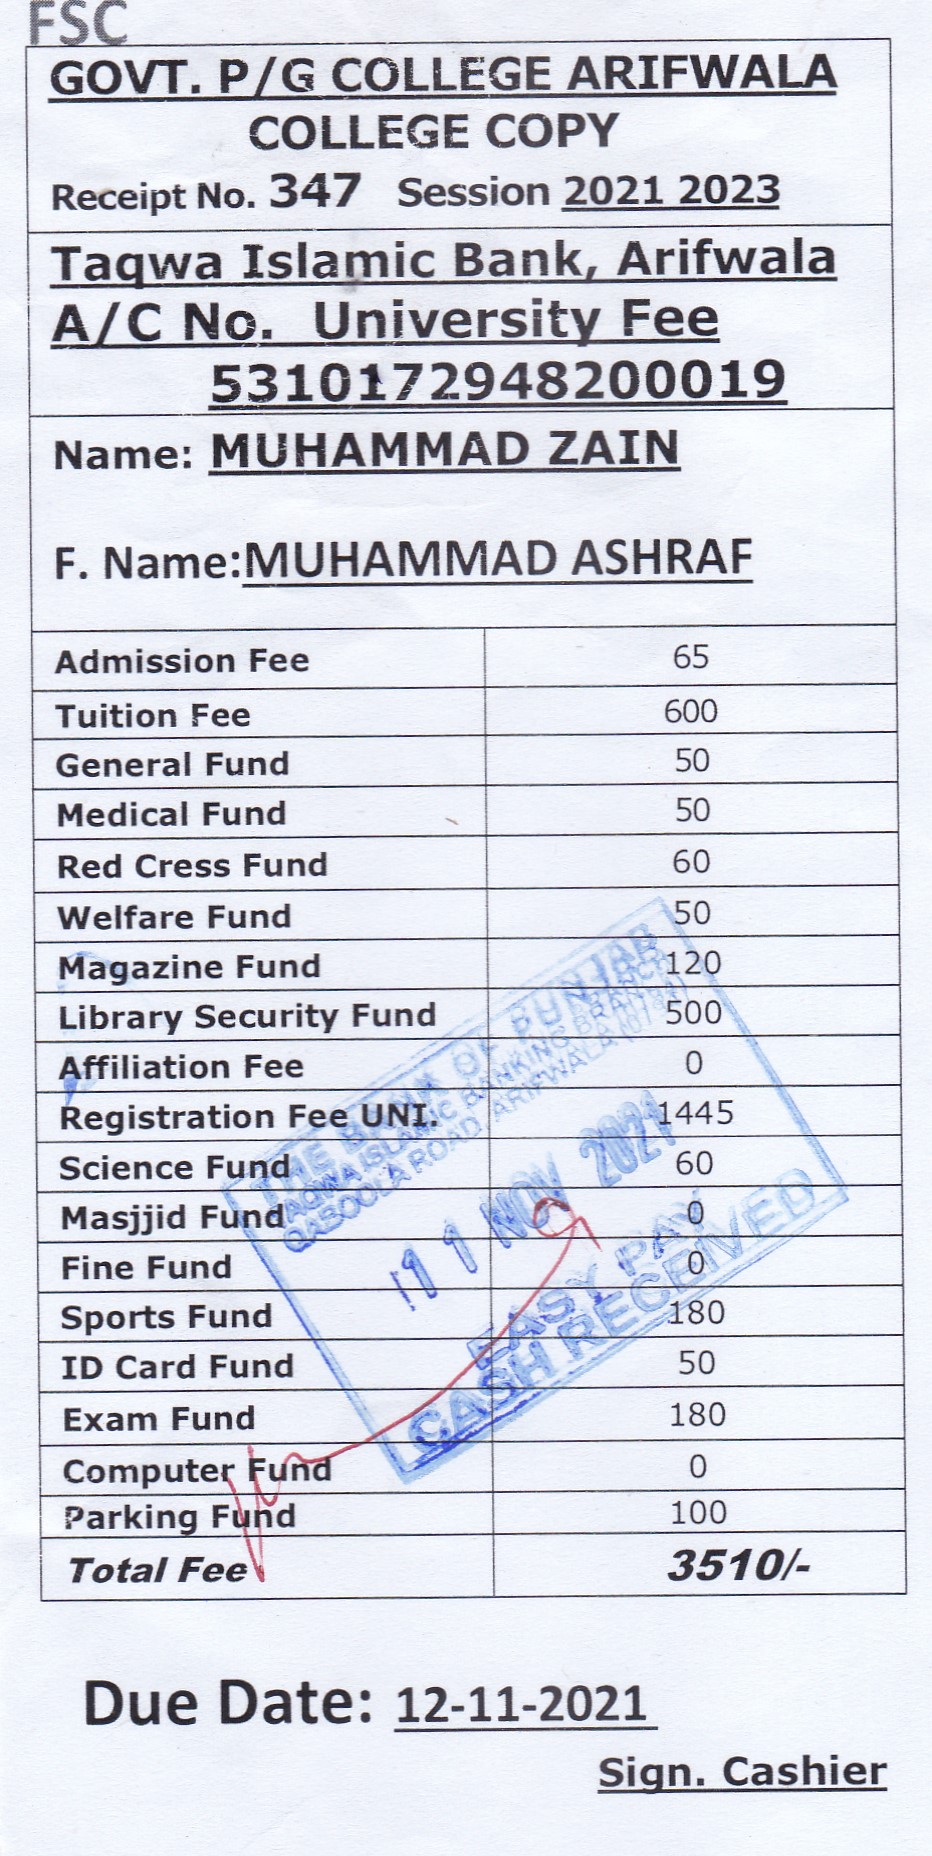 FSC
GOVT. P/G COLLEGE ARIFWALA
COLLEGE COPY
Receipt No. 347 Session 2021 2023
Taqwa Islamic Bank, Arifwala
A/C No. University Fee
5310172948200019
Name: MUHAMMAD ZAIN
F. Name:MUHAMMAD ASHRAF
Admission Fee 65
Tuition Fee 600
General Fund 50
Medical Fund 50
Red Cress Fund 60
Welfare Fund 50
Magazine Fund 120
Library Security Fund 500
Affiliation Fee 0
Registration Fee UNI. 1445
Science Fund 60
Masjjid Fund 0
Fine Fund 0
Sports Fund 180
ID Card Fund 50
Exam Fund 180
Computer Fund 0
Parking Fund 100
Total Fee 3510/-
THE BANK OF PUNJAB
TAQWA ISLAMIC BANKING BRANCH
QABOOLA ROAD, ARIFWALA
11 NOV 2021
EASY PAY
CASH RECEIVED
Due Date: 12-11-2021
Sign. Cashier